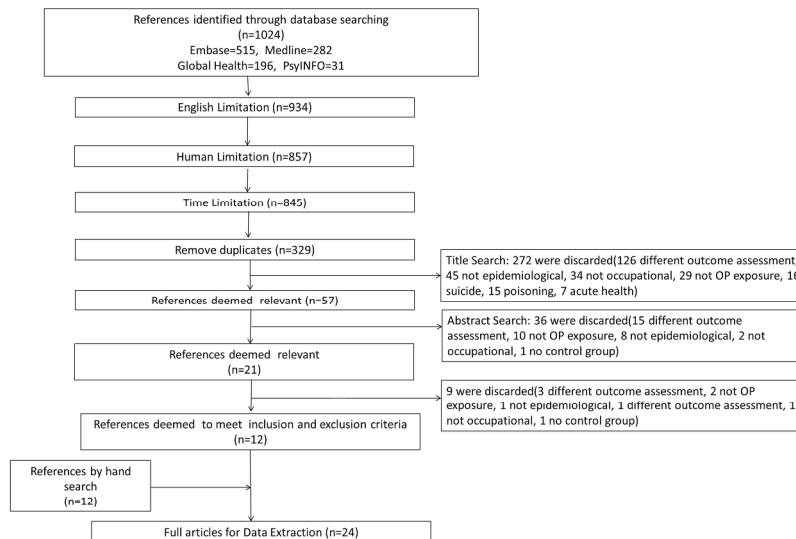 References identified through database searching
(n=1024)
Embase=515, Medline=282
Global Health=196, PsyINFO=31
English Limitation (n=934)
Human Limitation (n=857)
Time Limitation (n=845)
Remove duplicates (n=329)
Title Search: 272 were discarded(126 different outcome assessment,
45 not epidemiological, 34 not occupational, 29 not OP exposure, 16
suicide, 15 poisoning, 7 acute health)
References deemed relevant (n=57)
Abstract Search: 36 were discarded(15 different outcome
assessment, 10 not OP exposure, 8 not epidemiological, 2 not
occupational, 1 no control group)
References deemed relevant
(n=21)
9 were discarded(3 different outcome assessment, 2 not OP
exposure, 1 not epidemiological, 1 different outcome assessment, 1
not occupational, 1 no control group)
References deemed to meet inclusion and exclusion criteria
(n=12)
References by hand
search
(n=12)
Full articles for Data Extraction (n=24)